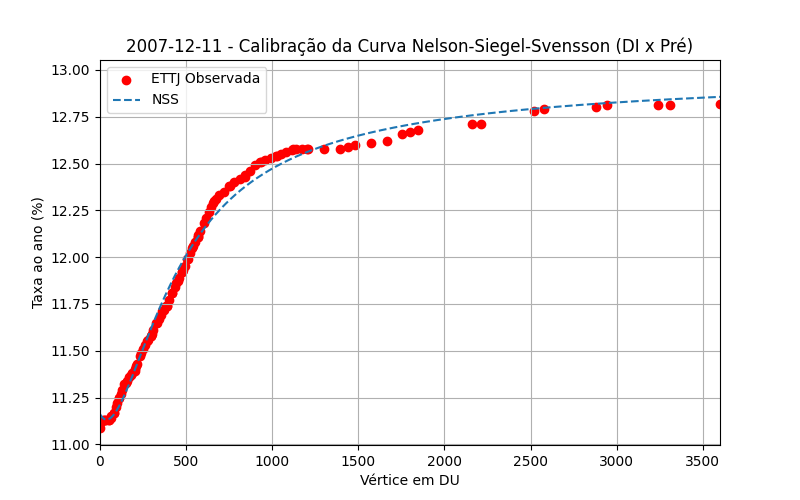 2007-12-11 - Calibração da Curva Nelson-Siegel-Svensson (DI x Pré)
ETTJ Observada
NSS
Taxa ao ano (%)
13.00
12.75
12.50
12.25
12.00
11.75
11.50
11.25
11.00
0 500 1000 1500 2000 2500 3000 3500
Vértice em DU